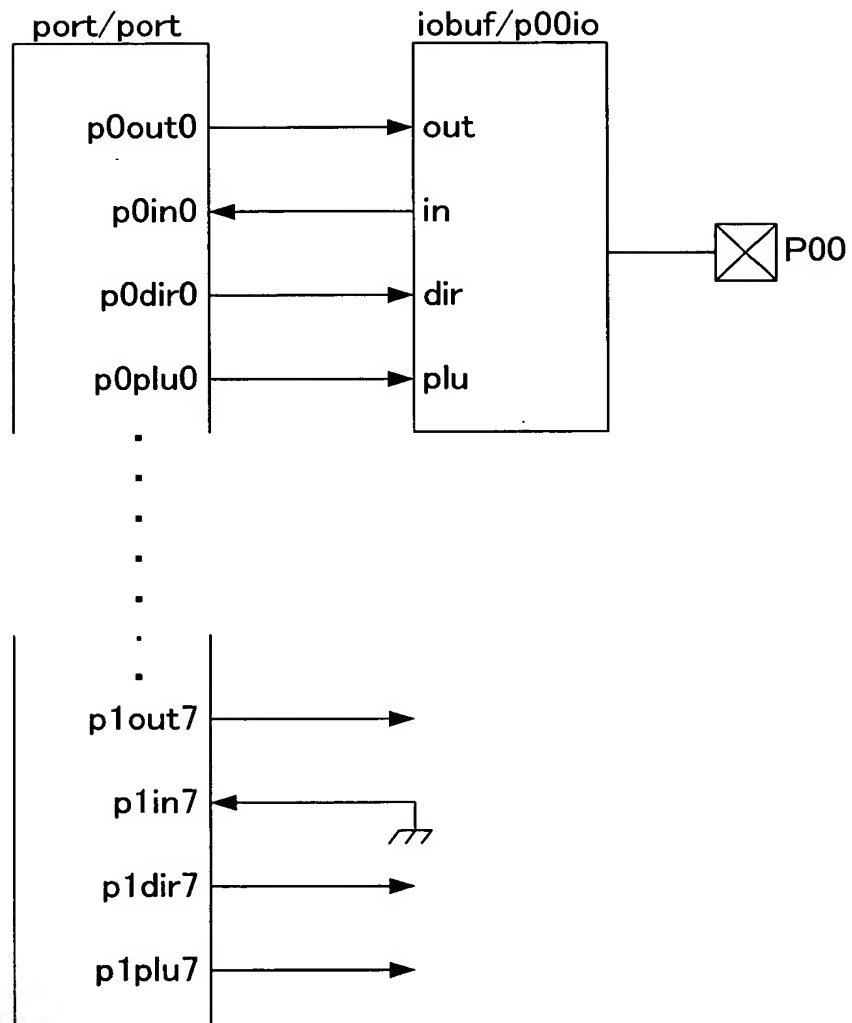 port/port
iobuf/p00io
p0out0
out
p0in0
in
P00
p0dir0
dir
p0plu0
plu
p1out7
p1in7
p1dir7
p1plu7